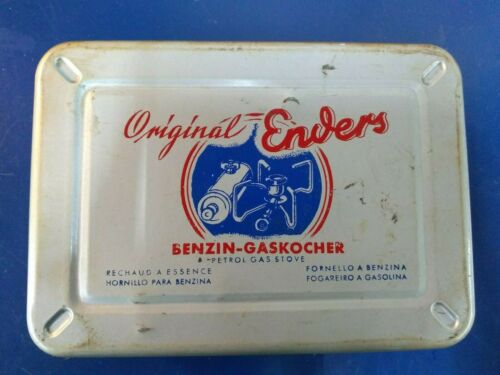 Original Enders
BENZIN-GASKOCHER
PETROL GAS STOVE
RECHAUD A ESSENCE
HORNILLO PARA BENZINA
FORNELLO A BENZINA
FOGAREIRO A GASOLINA